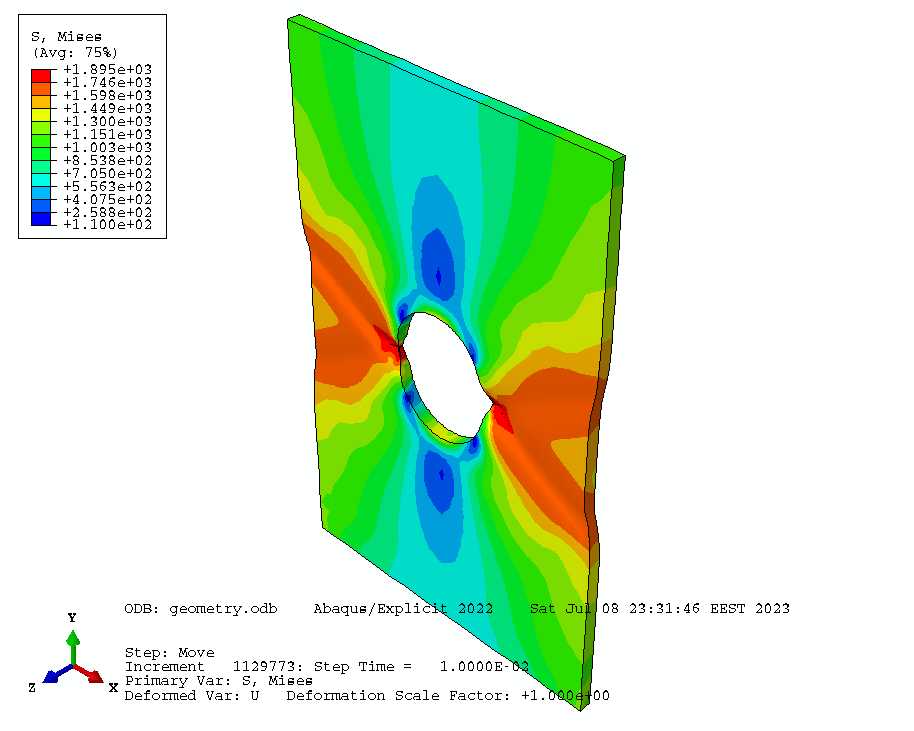 S, Mises
(Avg: 75%)
+1.895e+03
+1.746e+03
+1.598e+03
+1.449e+03
+1.300e+03
+1.151e+03
+1.003e+03
+8.538e+02
+7.050e+02
+5.563e+02
+4.075e+02
+2.588e+02
+1.100e+02
ODB: geometry.odb    Abaqus/Explicit 2022    Sat Jul 08 23:31:46 EEST 2023
Y
Z
X
Step: Move
Increment   1129773: Step Time =   1.0000E-02
Primary Var: S, Mises
Deformed Var: U   Deformation Scale Factor: +1.000e+00